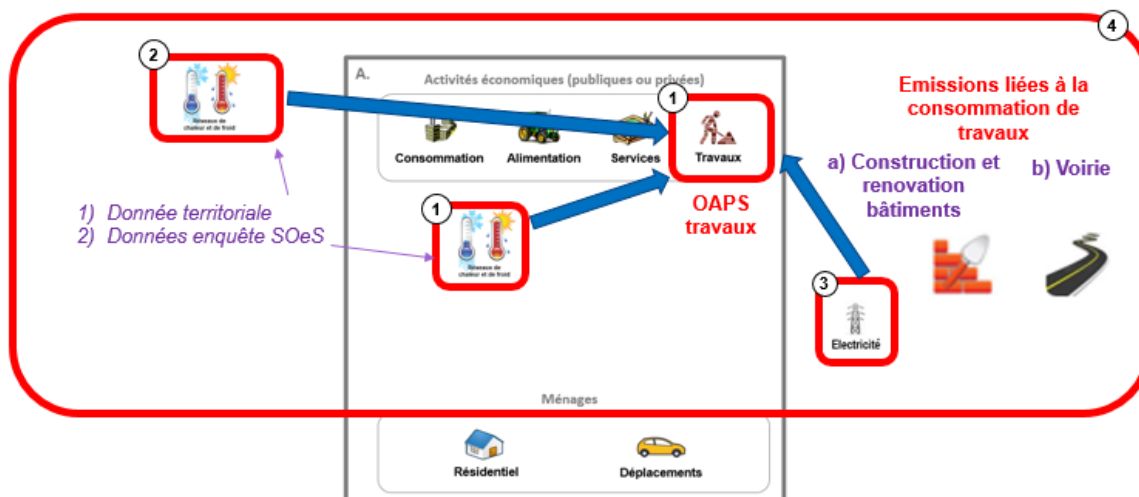 4
2
A.
Activités économiques (publiques ou privées)
1
Emissions liées à la
consommation de
travaux
Réseaux de
chaleur et de froid
Consommation
Alimentation
Services
Travaux
a) Construction et
renovation
bâtiments
b) Voirie
1) Donnée territoriale
2) Données enquête SOeS
OAPS
travaux
1
Réseaux de
chaleur et de froid
3
Electricité
Ménages
Résidentiel
Déplacements